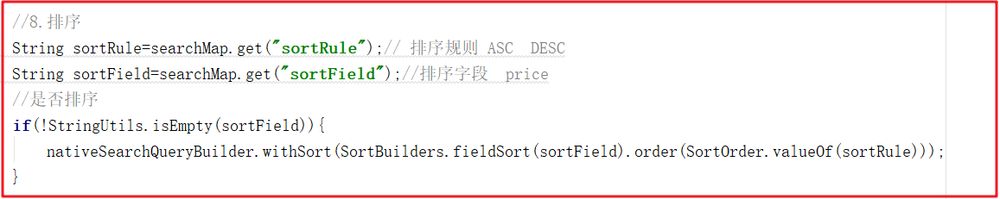 //8.排序
String sortRule=searchMap.get("sortRule");// 排序规则 ASC  DESC
String sortField=searchMap.get("sortField");//排序字段  price
//是否排序
if(!StringUtils.isEmpty(sortField)){
    nativeSearchQueryBuilder.withSort(SortBuilders.fieldSort(sortField).order(SortOrder.valueOf(sortRule)));
}